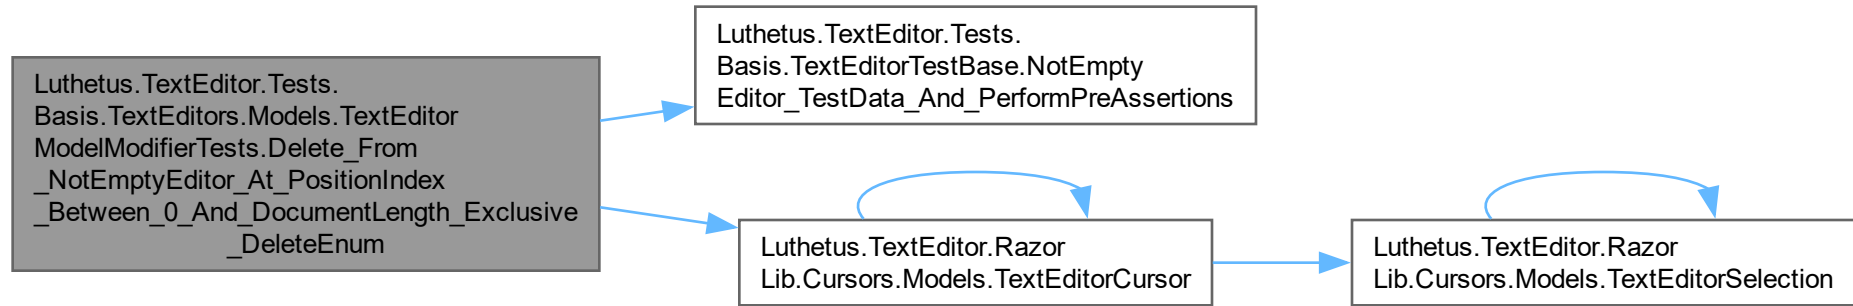 Luthetus.TextEditor.Tests.
Basis.TextEditors.Models.TextEditor
ModelModifierTests.Delete_From
_NotEmptyEditor_At_PositionIndex
_Between_0_And_DocumentLength_Exclusive
_DeleteEnum
Luthetus.TextEditor.Tests.
Basis.TextEditorTestBase.NotEmpty
Editor_TestData_And_PerformPreAssertions
Luthetus.TextEditor.Razor
Lib.Cursors.Models.TextEditorCursor
Luthetus.TextEditor.Razor
Lib.Cursors.Models.TextEditorSelection